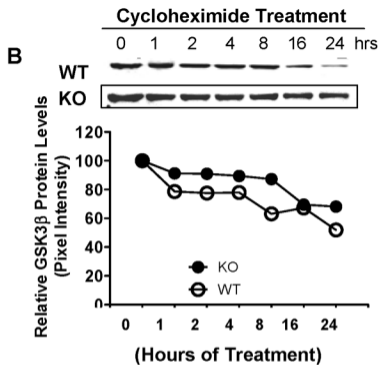 Cycloheximide Treatment
0 1 2 4 8 16 24 hrs
B
WT
KO
Relative GSK3β Protein Levels
(Pixel Intensity)
120
100
80
60
40
20
0
KO
WT
0 1 2 4 8 16 24
(Hours of Treatment)